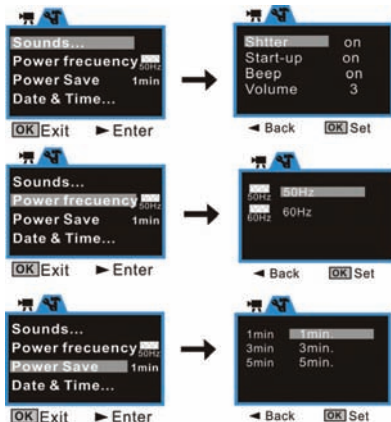 Sounds...
Power frecuency 50Hz
Power Save 1min
Date & Time...
OK Exit ► Enter
Shtter on
Start-up on
Beep on
Volume 3
◄ Back OK Set
Sounds...
Power frecuency 50Hz
Power Save 1min
Date & Time...
OK Exit ► Enter
50Hz 50Hz
60Hz 60Hz
◄ Back OK Set
Sounds...
Power frecuency 50Hz
Power Save 1min
Date & Time...
OK Exit ► Enter
1min 1min.
3min 3min.
5min 5min.
◄ Back OK Set